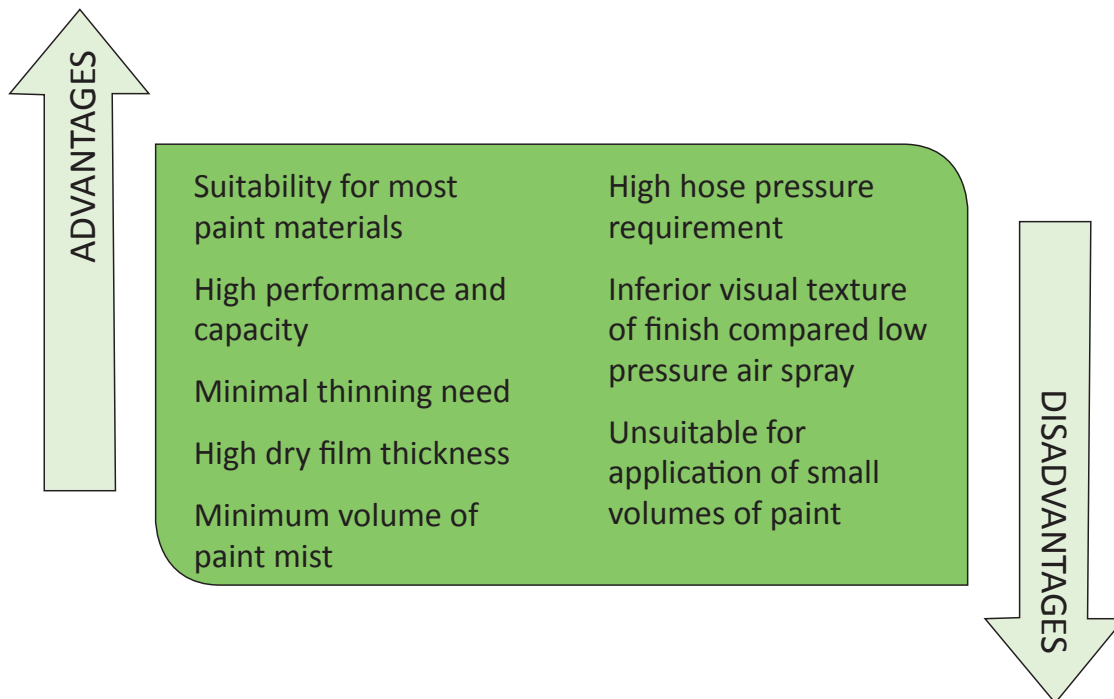 ADVANTAGES
Suitability for most
paint materials
High performance and
capacity
Minimal thinning need
High dry film thickness
Minimum volume of
paint mist
High hose pressure
requirement
Inferior visual texture
of finish compared low
pressure air spray
Unsuitable for
application of small
volumes of paint
DISADVANTAGES